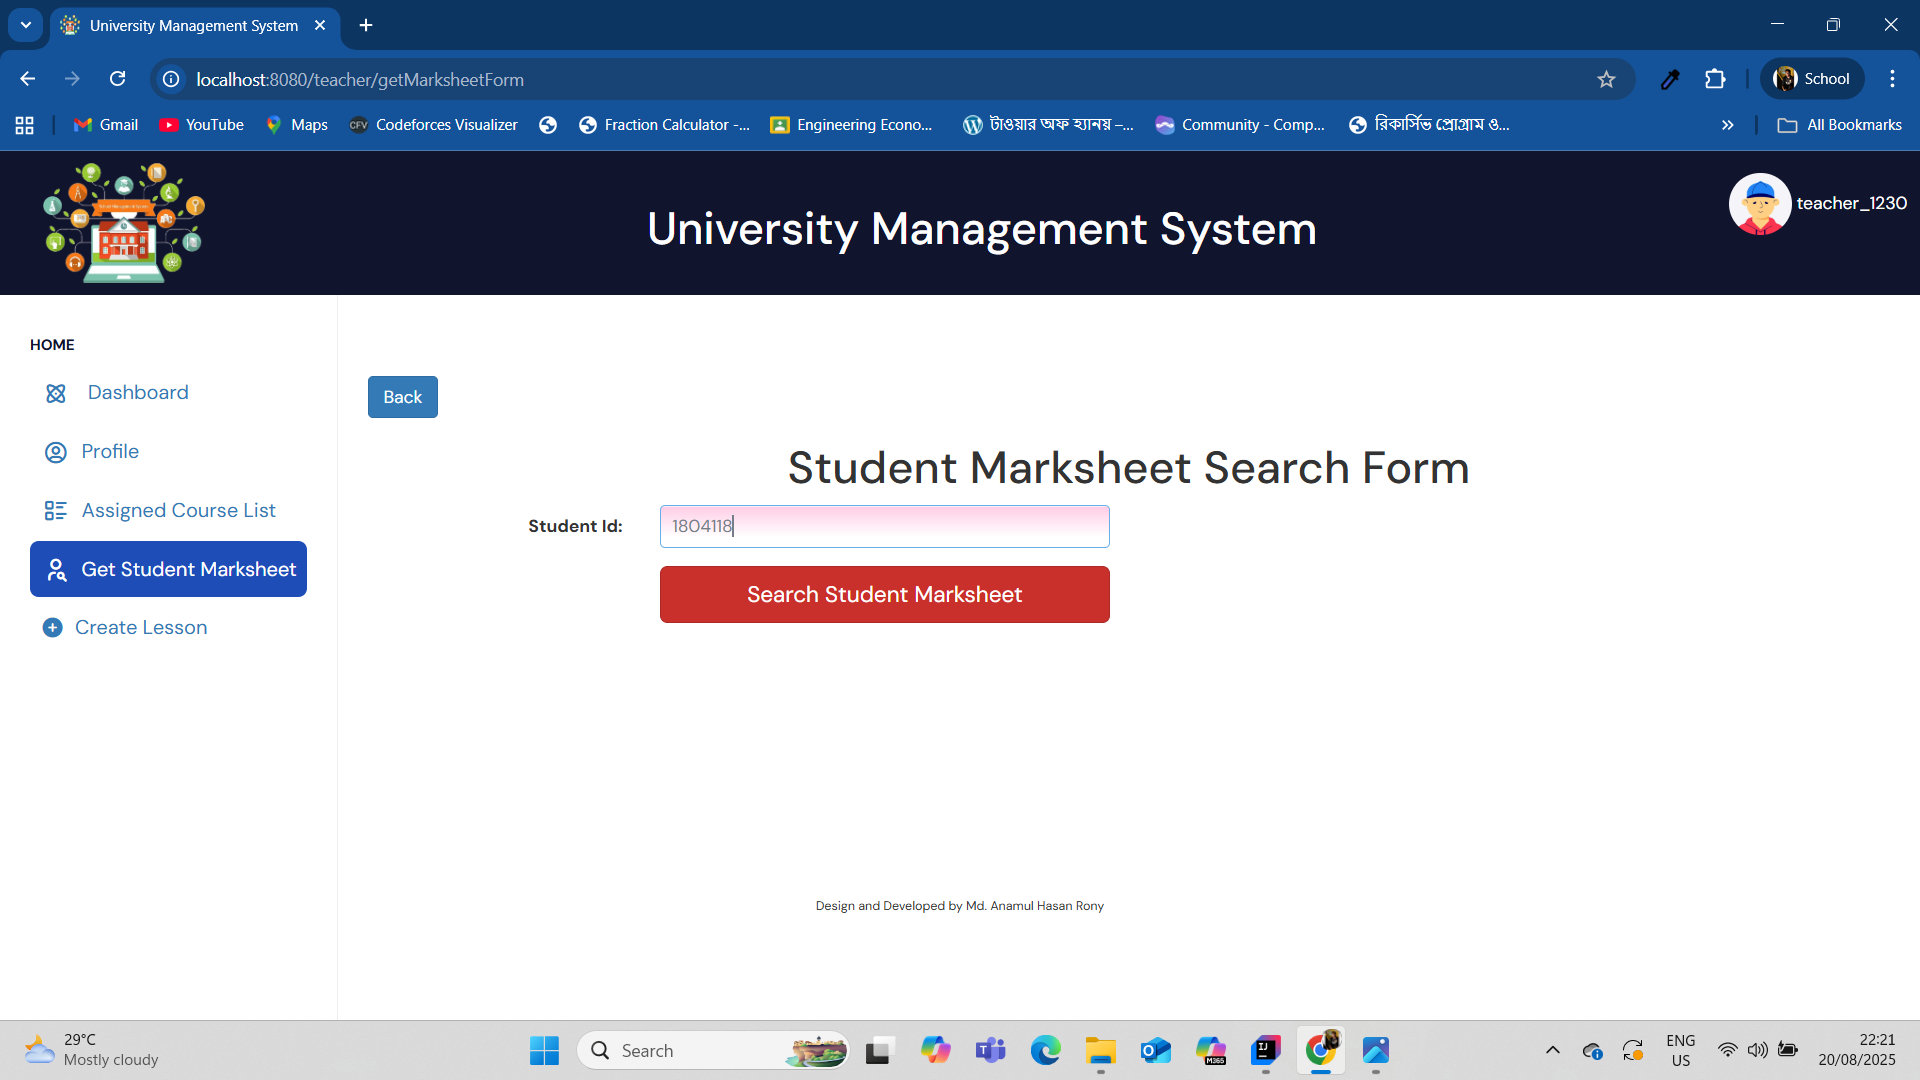 University Management System
localhost:8080/teacher/getMarksheetForm
School
Gmail
YouTube
Maps
CFV
Codeforces Visualizer
Fraction Calculator -...
Engineering Econo...
টাওয়ার অফ হ্যানয় –...
Community - Comp...
রিকার্সিভ প্রোগ্রাম ও...
All Bookmarks
University Management System
teacher_1230
HOME
Dashboard
Profile
Assigned Course List
Get Student Marksheet
Create Lesson
Back
Student Marksheet Search Form
Student Id:
1804118
Search Student Marksheet
Design and Developed by Md. Anamul Hasan Rony
29°C
Mostly cloudy
Search
M365
ENG
US
22:21
20/08/2025